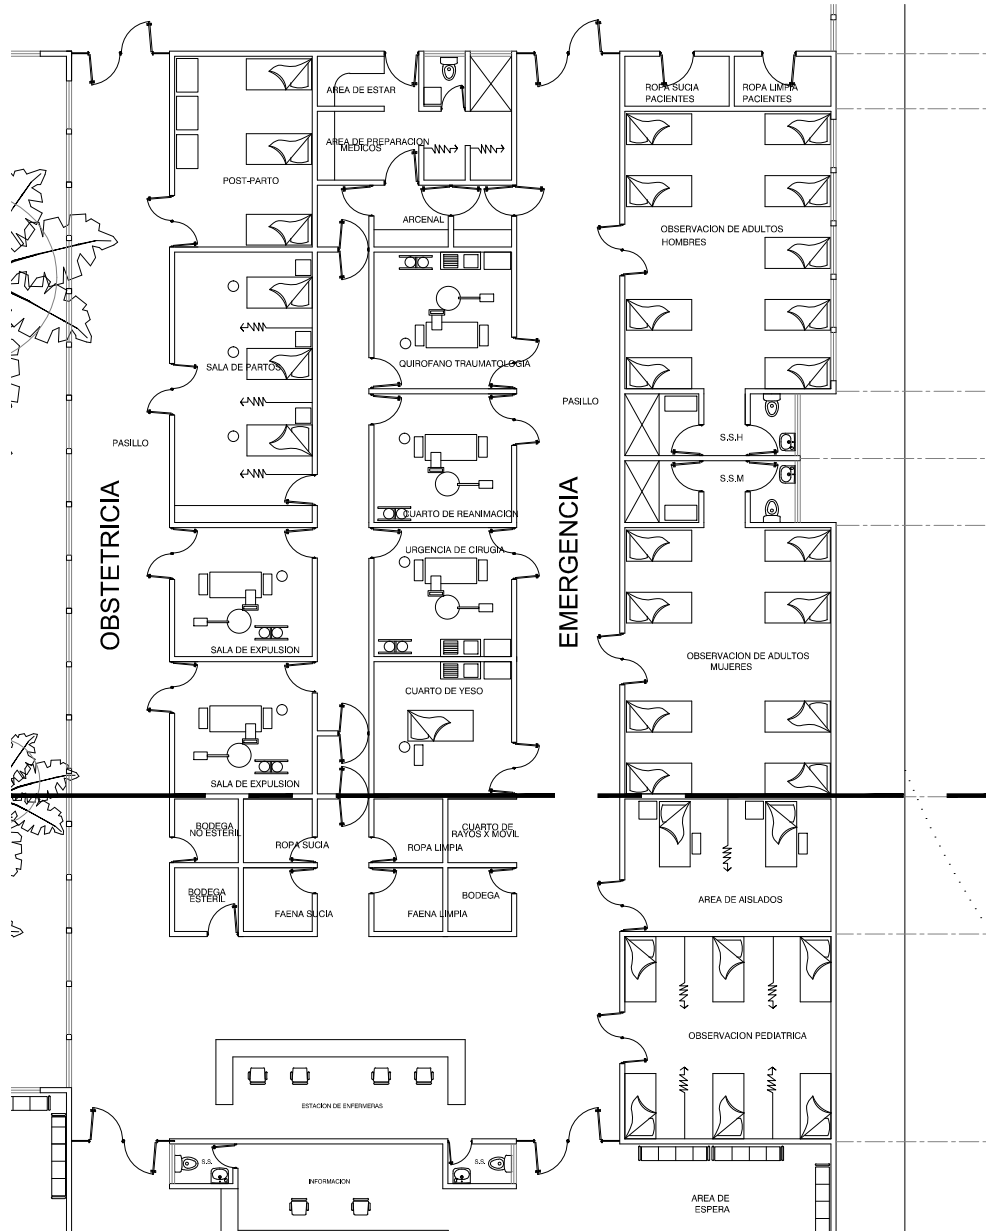 AREA DE ESTAR
ROPA SUCIA
PACIENTES
ROPA LIMPIA
PACIENTES
AREA DE PREPARACION
MEDICOS
POST-PARTO
ARCENAL
OBSERVACION DE ADULTOS
HOMBRES
SALA DE PARTOS
QUIROFANO TRAUMATOLOGIA
PASILLO
PASILLO
S.S.H
S.S.M
OBSTETRICIA
EMERGENCIA
CUARTO DE REANIMACION
URGENCIA DE CIRUGIA
SALA DE EXPULSION
OBSERVACION DE ADULTOS
MUJERES
CUARTO DE YESO
SALA DE EXPULSION
BODEGA
NO ESTERIL
ROPA SUCIA
ROPA LIMPIA
CUARTO DE
RAYOS X MOVIL
BODEGA
ESTERIL
FAENA SUCIA
FAENA LIMPIA
BODEGA
AREA DE AISLADOS
OBSERVACION PEDIATRICA
ESTACION DE ENFERMERAS
S.S.
S.S.
INFORMACION
AREA DE
ESPERA